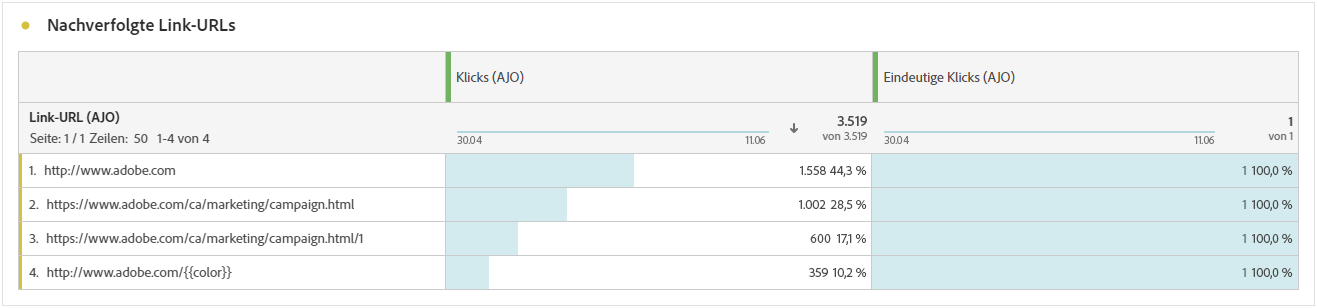 Nachverfolgte Link-URLs
Klicks (AJO) Eindeutige Klicks (AJO)
Link-URL (AJO)
Seite: 1 / 1 Zeilen: 50 1-4 von 4
30.04 11.06 3.519 von 3.519
30.04 11.06 1 von 1
1. http://www.adobe.com 1.558 44,3 % 1 100,0 %
2. https://www.adobe.com/ca/marketing/campaign.html 1.002 28,5 % 1 100,0 %
3. https://www.adobe.com/ca/marketing/campaign.html/1 600 17,1 % 1 100,0 %
4. http://www.adobe.com/{{color}} 359 10,2 % 1 100,0 %